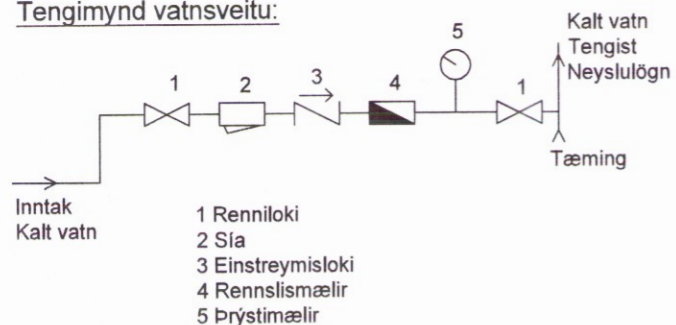 Tengimynd vatnsveitu:
Kalt vatn
Tengist
Neyslulögn
5
1
2
3
4
1
Tæming
Inntak
Kalt vatn
1 Renniloki
2 Sía
3 Einstreymisloki
4 Rennslismælir
5 Þrýstimælir